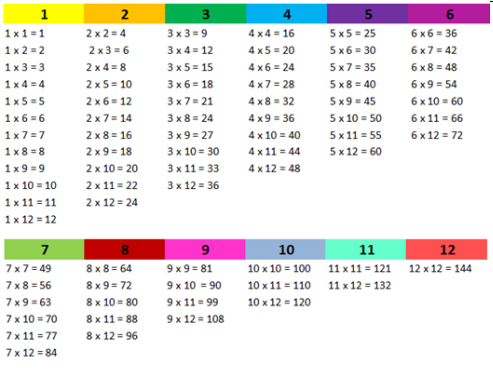 1
1 x 1 = 1
1 x 2 = 2
1 x 3 = 3
1 x 4 = 4
1 x 5 = 5
1 x 6 = 6
1 x 7 = 7
1 x 8 = 8
1 x 9 = 9
1 x 10 = 10
1 x 11 = 11
1 x 12 = 12
2
2 x 2 = 4
2 x 3 = 6
2 x 4 = 8
2 x 5 = 10
2 x 6 = 12
2 x 7 = 14
2 x 8 = 16
2 x 9 = 18
2 x 10 = 20
2 x 11 = 22
2 x 12 = 24
3
3 x 3 = 9
3 x 4 = 12
3 x 5 = 15
3 x 6 = 18
3 x 7 = 21
3 x 8 = 24
3 x 9 = 27
3 x 10 = 30
3 x 11 = 33
3 x 12 = 36
4
4 x 4 = 16
4 x 5 = 20
4 x 6 = 24
4 x 7 = 28
4 x 8 = 32
4 x 9 = 36
4 x 10 = 40
4 x 11 = 44
4 x 12 = 48
5
5 x 5 = 25
5 x 6 = 30
5 x 7 = 35
5 x 8 = 40
5 x 9 = 45
5 x 10 = 50
5 x 11 = 55
5 x 12 = 60
6
6 x 6 = 36
6 x 7 = 42
6 x 8 = 48
6 x 9 = 54
6 x 10 = 60
6 x 11 = 66
6 x 12 = 72
7
7 x 7 = 49
7 x 8 = 56
7 x 9 = 63
7 x 10 = 70
7 x 11 = 77
7 x 12 = 84
8
8 x 8 = 64
8 x 9 = 72
8 x 10 = 80
8 x 11 = 88
8 x 12 = 96
9
9 x 9 = 81
9 x 10 = 90
9 x 11 = 99
9 x 12 = 108
10
10 x 10 = 100
10 x 11 = 110
10 x 12 = 120
11
11 x 11 = 121
11 x 12 = 132
12
12 x 12 = 144